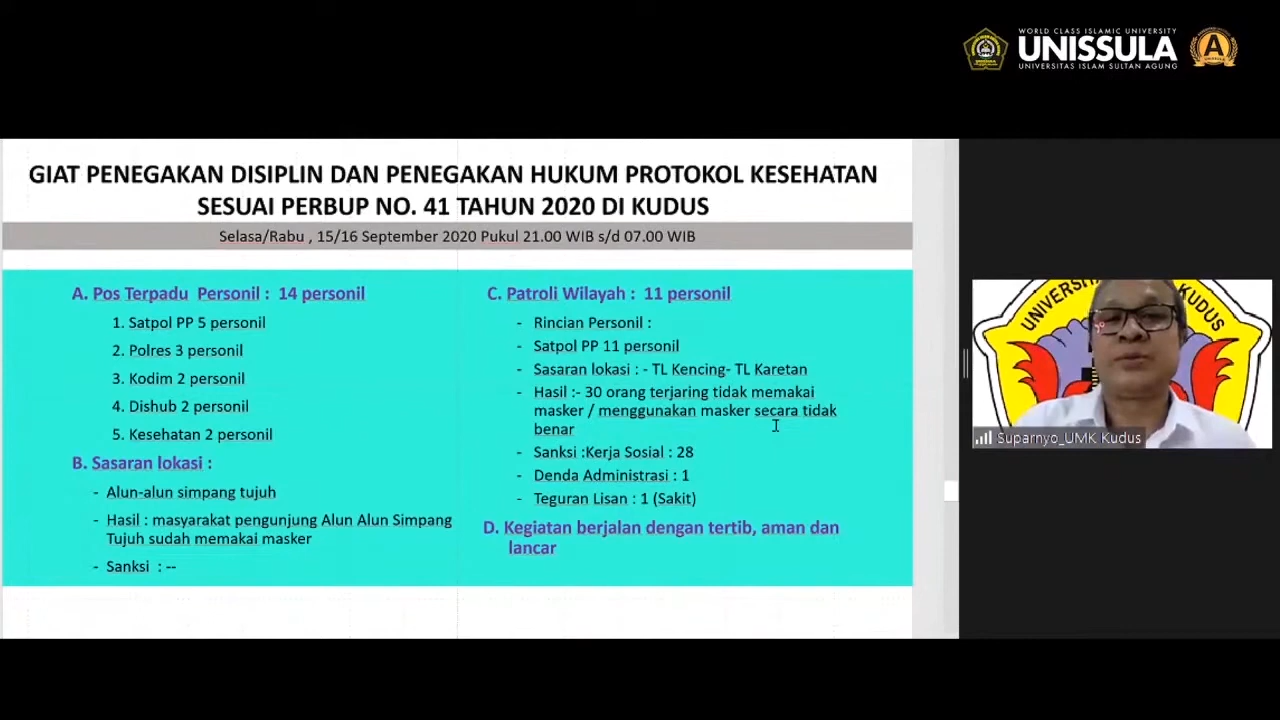 WORLD CLASS ISLAMIC UNIVERSITY
UNISSULA
UNIVERSITAS ISLAM SULTAN AGUNG
A
GIAT PENEGAKAN DISIPLIN DAN PENEGAKAN HUKUM PROTOKOL KESEHATAN
SESUAI PERBUP NO. 41 TAHUN 2020 DI KUDUS
Selasa/Rabu , 15/16 September 2020 Pukul 21.00 WIB s/d 07.00 WIB
A. Pos Terpadu Personil : 14 personil
1. Satpol PP 5 personil
2. Polres 3 personil
3. Kodim 2 personil
4. Dishub 2 personil
5. Kesehatan 2 personil
B. Sasaran lokasi :
- Alun-alun simpang tujuh
- Hasil : masyarakat pengunjung Alun Alun Simpang
Tujuh sudah memakai masker
- Sanksi : --
C. Patroli Wilayah : 11 personil
- Rincian Personil :
- Satpol PP 11 personil
- Sasaran lokasi : - TL Kencing- TL Karetan
- Hasil :- 30 orang terjaring tidak memakai
masker / menggunakan masker secara tidak
benar
- Sanksi :Kerja Sosial : 28
- Denda Administrasi : 1
- Teguran Lisan : 1 (Sakit)
D. Kegiatan berjalan dengan tertib, aman dan
lancar
UNIVERSITA KUDUS
Suparnyo_UMK Kudus